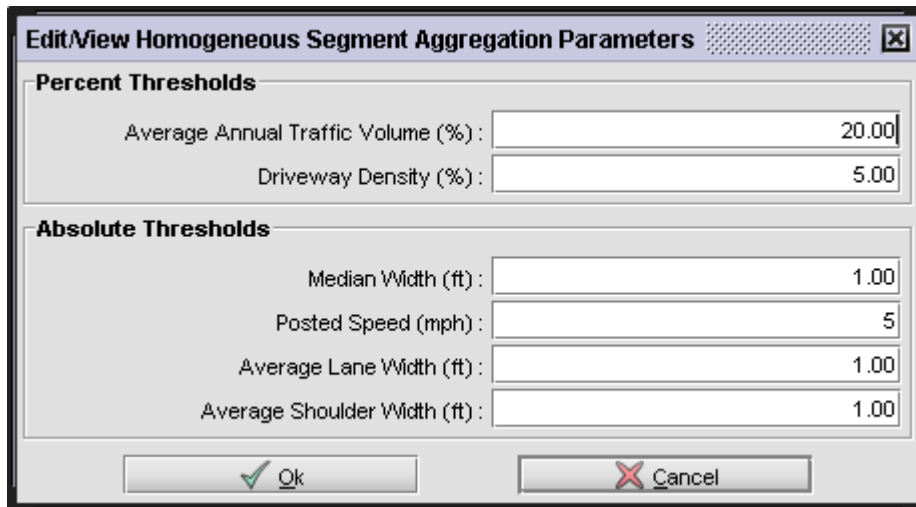 Edit/View Homogeneous Segment Aggregation Parameters
Percent Thresholds
Average Annual Traffic Volume (%) : 20.00
Driveway Density (%) : 5.00
Absolute Thresholds
Median Width (ft) : 1.00
Posted Speed (mph) : 5
Average Lane Width (ft) : 1.00
Average Shoulder Width (ft) : 1.00
Ok Cancel